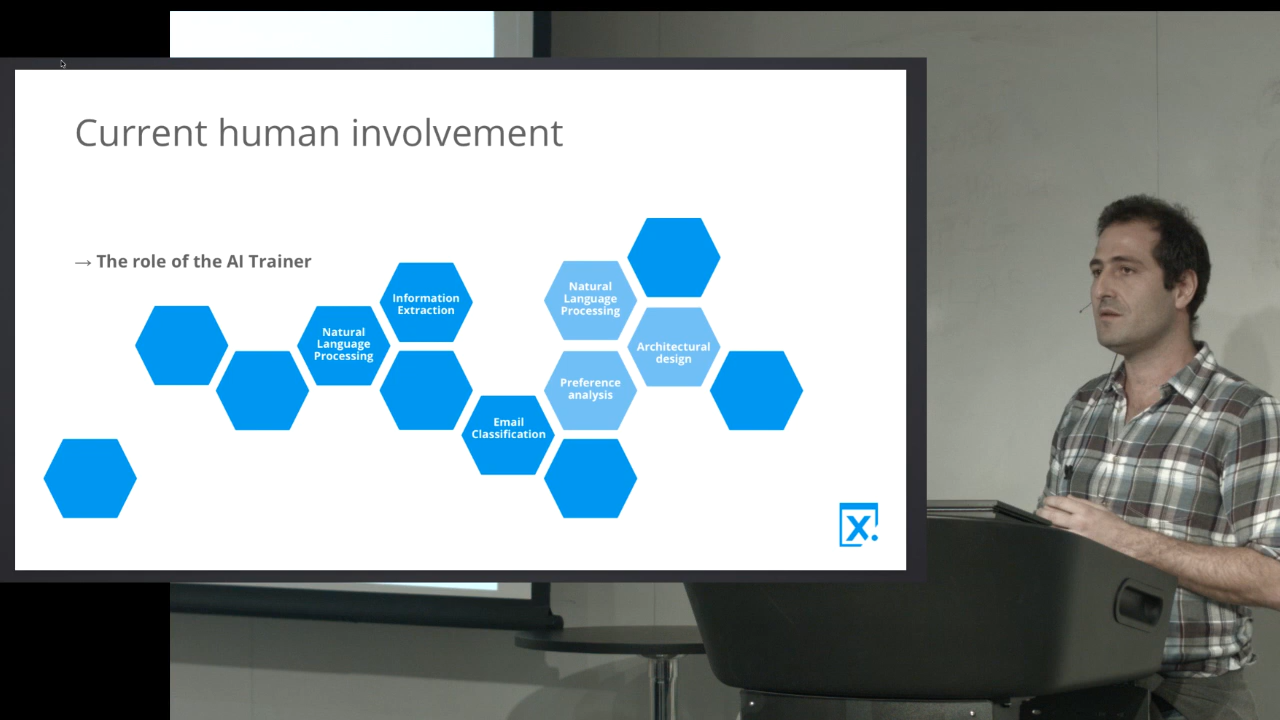 Current human involvement
→ The role of the AI Trainer
Information
Extraction
Natural
Language
Processing
Email
Classification
Natural
Language
Processing
Architectural
design
Preference
analysis
X.